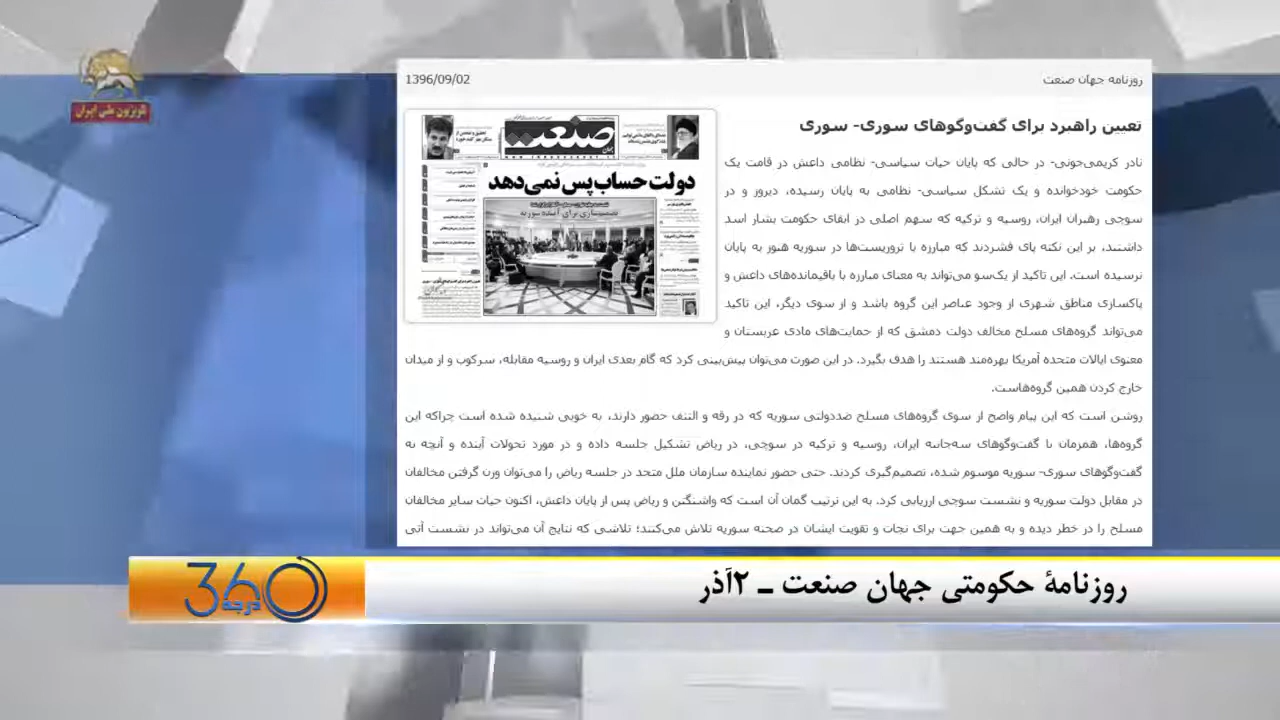 تلویزیون ملی ایران
روزنامه جهان صنعت
1396/09/02
تعیین راهبرد برای گفت‌وگوهای سوری- سوری
نادر کریمی‌جونی- در حالی که پایان حیات سیاسی- نظامی داعش در قامت یک
حکومت خودخوانده و یک تشکل سیاسی- نظامی به پایان رسیده، دیروز و در
سوچی رهبران ایران، روسیه و ترکیه که سهم اصلی در ابقای حکومت بشار اسد
داشتند، بر این نکته پای فشردند که مبارزه با تروریست‌ها در سوریه هنوز به پایان
نرسیده است. این تاکید از یک‌سو می‌تواند به معنای مبارزه با باقیمانده‌های داعش و
پاکسازی مناطق شهری از وجود عناصر این گروه باشد و از سوی دیگر، این تاکید
می‌تواند گروه‌های مسلح مخالف دولت دمشق که از حمایت‌های مادی عربستان و
معنوی ایالات متحده آمریکا بهره‌مند هستند را هدف بگیرد. در این صورت می‌توان پیش‌بینی کرد که گام بعدی ایران و روسیه مقابله، سرکوب و از میدان
خارج کردن همین گروه‌هاست.
روشن است که این پیام واضح از سوی گروه‌های مسلح ضددولتی سوریه که در رقه و التنف حضور دارند، به خوبی شنیده شده است چراکه این
گروه‌ها، همزمان با گفت‌وگوهای سه‌جانبه ایران، روسیه و ترکیه در سوچی، در ریاض تشکیل جلسه داده و در مورد تحولات آینده و آنچه به
گفت‌وگوهای سوری- سوریه موسوم شده، تصمیم‌گیری کردند. حتی حضور نماینده سازمان ملل متحد در جلسه ریاض را می‌توان وزن گرفتن مخالفان
در مقابل دولت سوریه و نشست سوچی ارزیابی کرد. به این ترتیب گمان آن است که واشنگتن و ریاض پس از پایان داعش، اکنون حیات سایر مخالفان
مسلح را در خطر دیده و به همین جهت برای نجات و تقویت ایشان در صحنه سوریه تلاش می‌کنند؛ تلاشی که نتایج آن می‌تواند در نشست آتی
جهان صنعت
دولت حساب پس نمی‌دهد
تصمیم‌سازی برای آینده سوریه
360 درجه
روزنامهٔ حکومتی جهان صنعت ـ ۲آذر